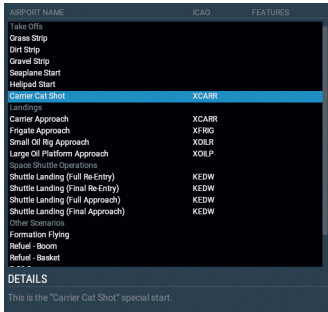 AIRPORT NAME ICAO FEATURES
Take Offs
Grass Strip
Dirt Strip
Gravel Strip
Seaplane Start
Helipad Start
Carrier Cat Shot XCARR
Landings
Carrier Approach XCARR
Frigate Approach XFRIG
Small Oil Rig Approach XOILR
Large Oil Platform Approach XOILP
Space Shuttle Operations
Shuttle Landing (Full Re-Entry) KEDW
Shuttle Landing (Final Re-Entry) KEDW
Shuttle Landing (Full Approach) KEDW
Shuttle Landing (Final Approach) KEDW
Other Scenarios
Formation Flying
Refuel - Boom
Refuel - Basket
DETAILS
This is the "Carrier Cat Shot" special start.